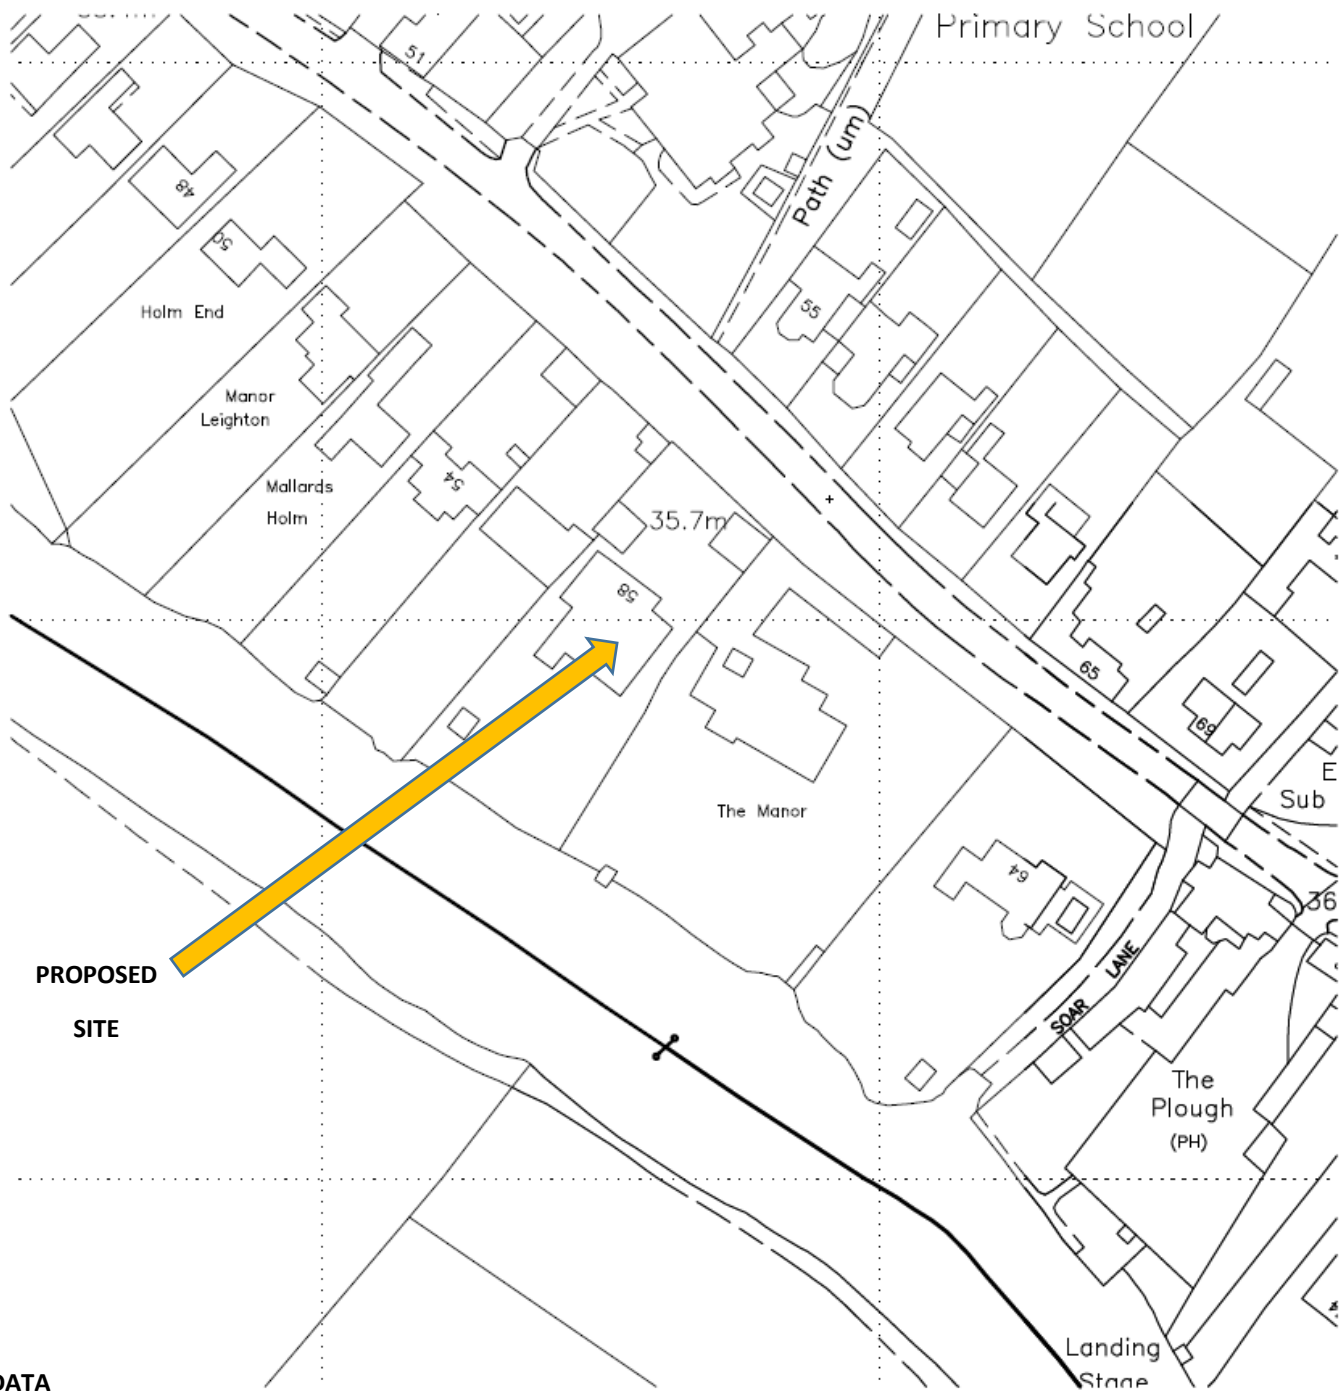 Primary School
51
Path (um)
48
50
Holm End
55
Manor
Leighton
54
Mallards
Holm
35.7m
58
65
69
Sub
The Manor
64
36
PROPOSED
SITE
SOAR LANE
The
Plough
(PH)
Landing
Stage
DATA